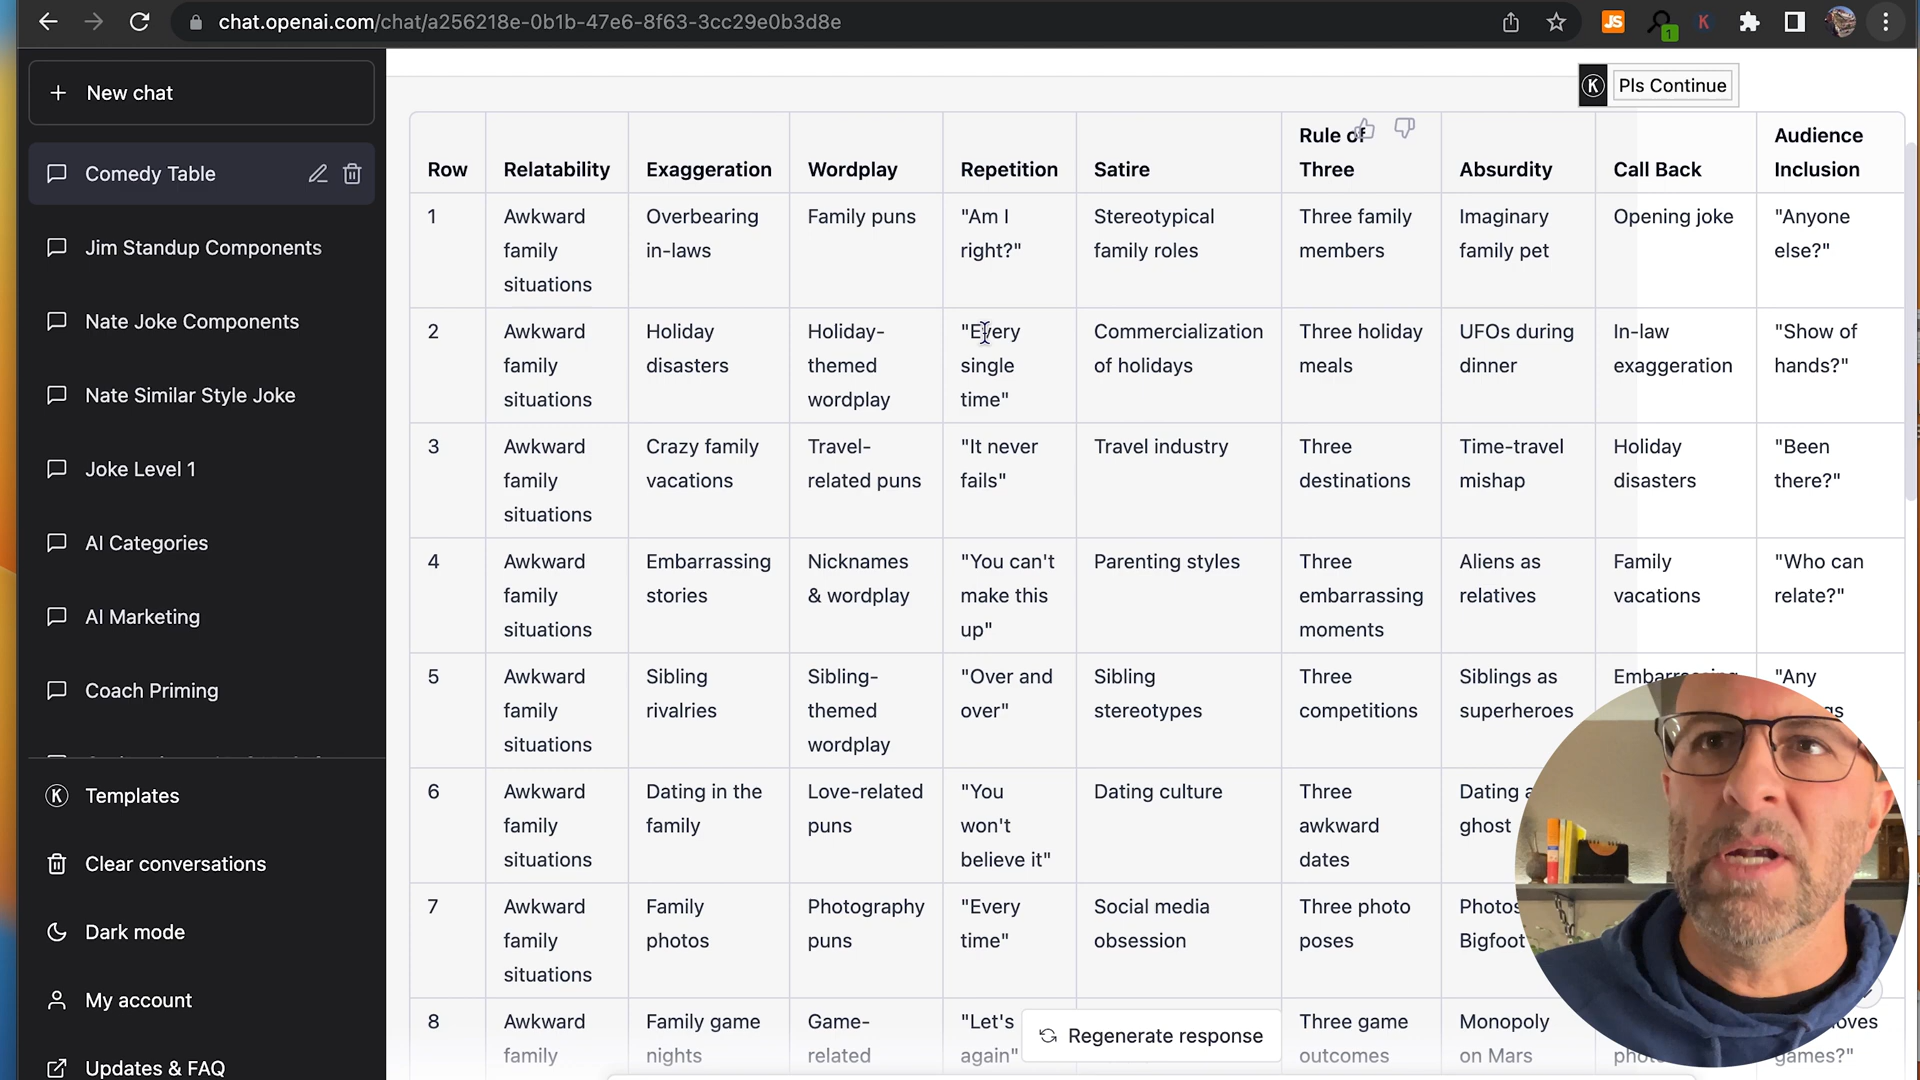 chat.openai.com/chat/a256218e-0b1b-47e6-8f63-3cc29e0b3d8e
JS
1
K
New chat
Comedy Table
Jim Standup Components
Nate Joke Components
Nate Similar Style Joke
Joke Level 1
AI Categories
AI Marketing
Coach Priming
K Templates
Clear conversations
Dark mode
My account
Updates & FAQ
K Pls Continue
Row Relatability Exaggeration Wordplay Repetition Satire Rule of Three Absurdity Call Back Audience Inclusion
1 Awkward family situations Overbearing in-laws Family puns "Am I right?" Stereotypical family roles Three family members Imaginary family pet Opening joke "Anyone else?"
2 Awkward family situations Holiday disasters Holiday-themed wordplay "Every single time" Commercialization of holidays Three holiday meals UFOs during dinner In-law exaggeration "Show of hands?"
3 Awkward family situations Crazy family vacations Travel-related puns "It never fails" Travel industry Three destinations Time-travel mishap Holiday disasters "Been there?"
4 Awkward family situations Embarrassing stories Nicknames & wordplay "You can't make this up" Parenting styles Three embarrassing moments Aliens as relatives Family vacations "Who can relate?"
5 Awkward family situations Sibling rivalries Sibling-themed wordplay "Over and over" Sibling stereotypes Three competitions Siblings as superheroes "Any
6 Awkward family situations Dating in the family Love-related puns "You won't believe it" Dating culture Three awkward dates Dating ghost
7 Awkward family situations Family photos Photography puns "Every time" Social media obsession Three photo poses Bigfoot
8 Awkward family Family game nights Game-related "Let's again" Three game outcomes Monopoly on Mars games?"
Regenerate response